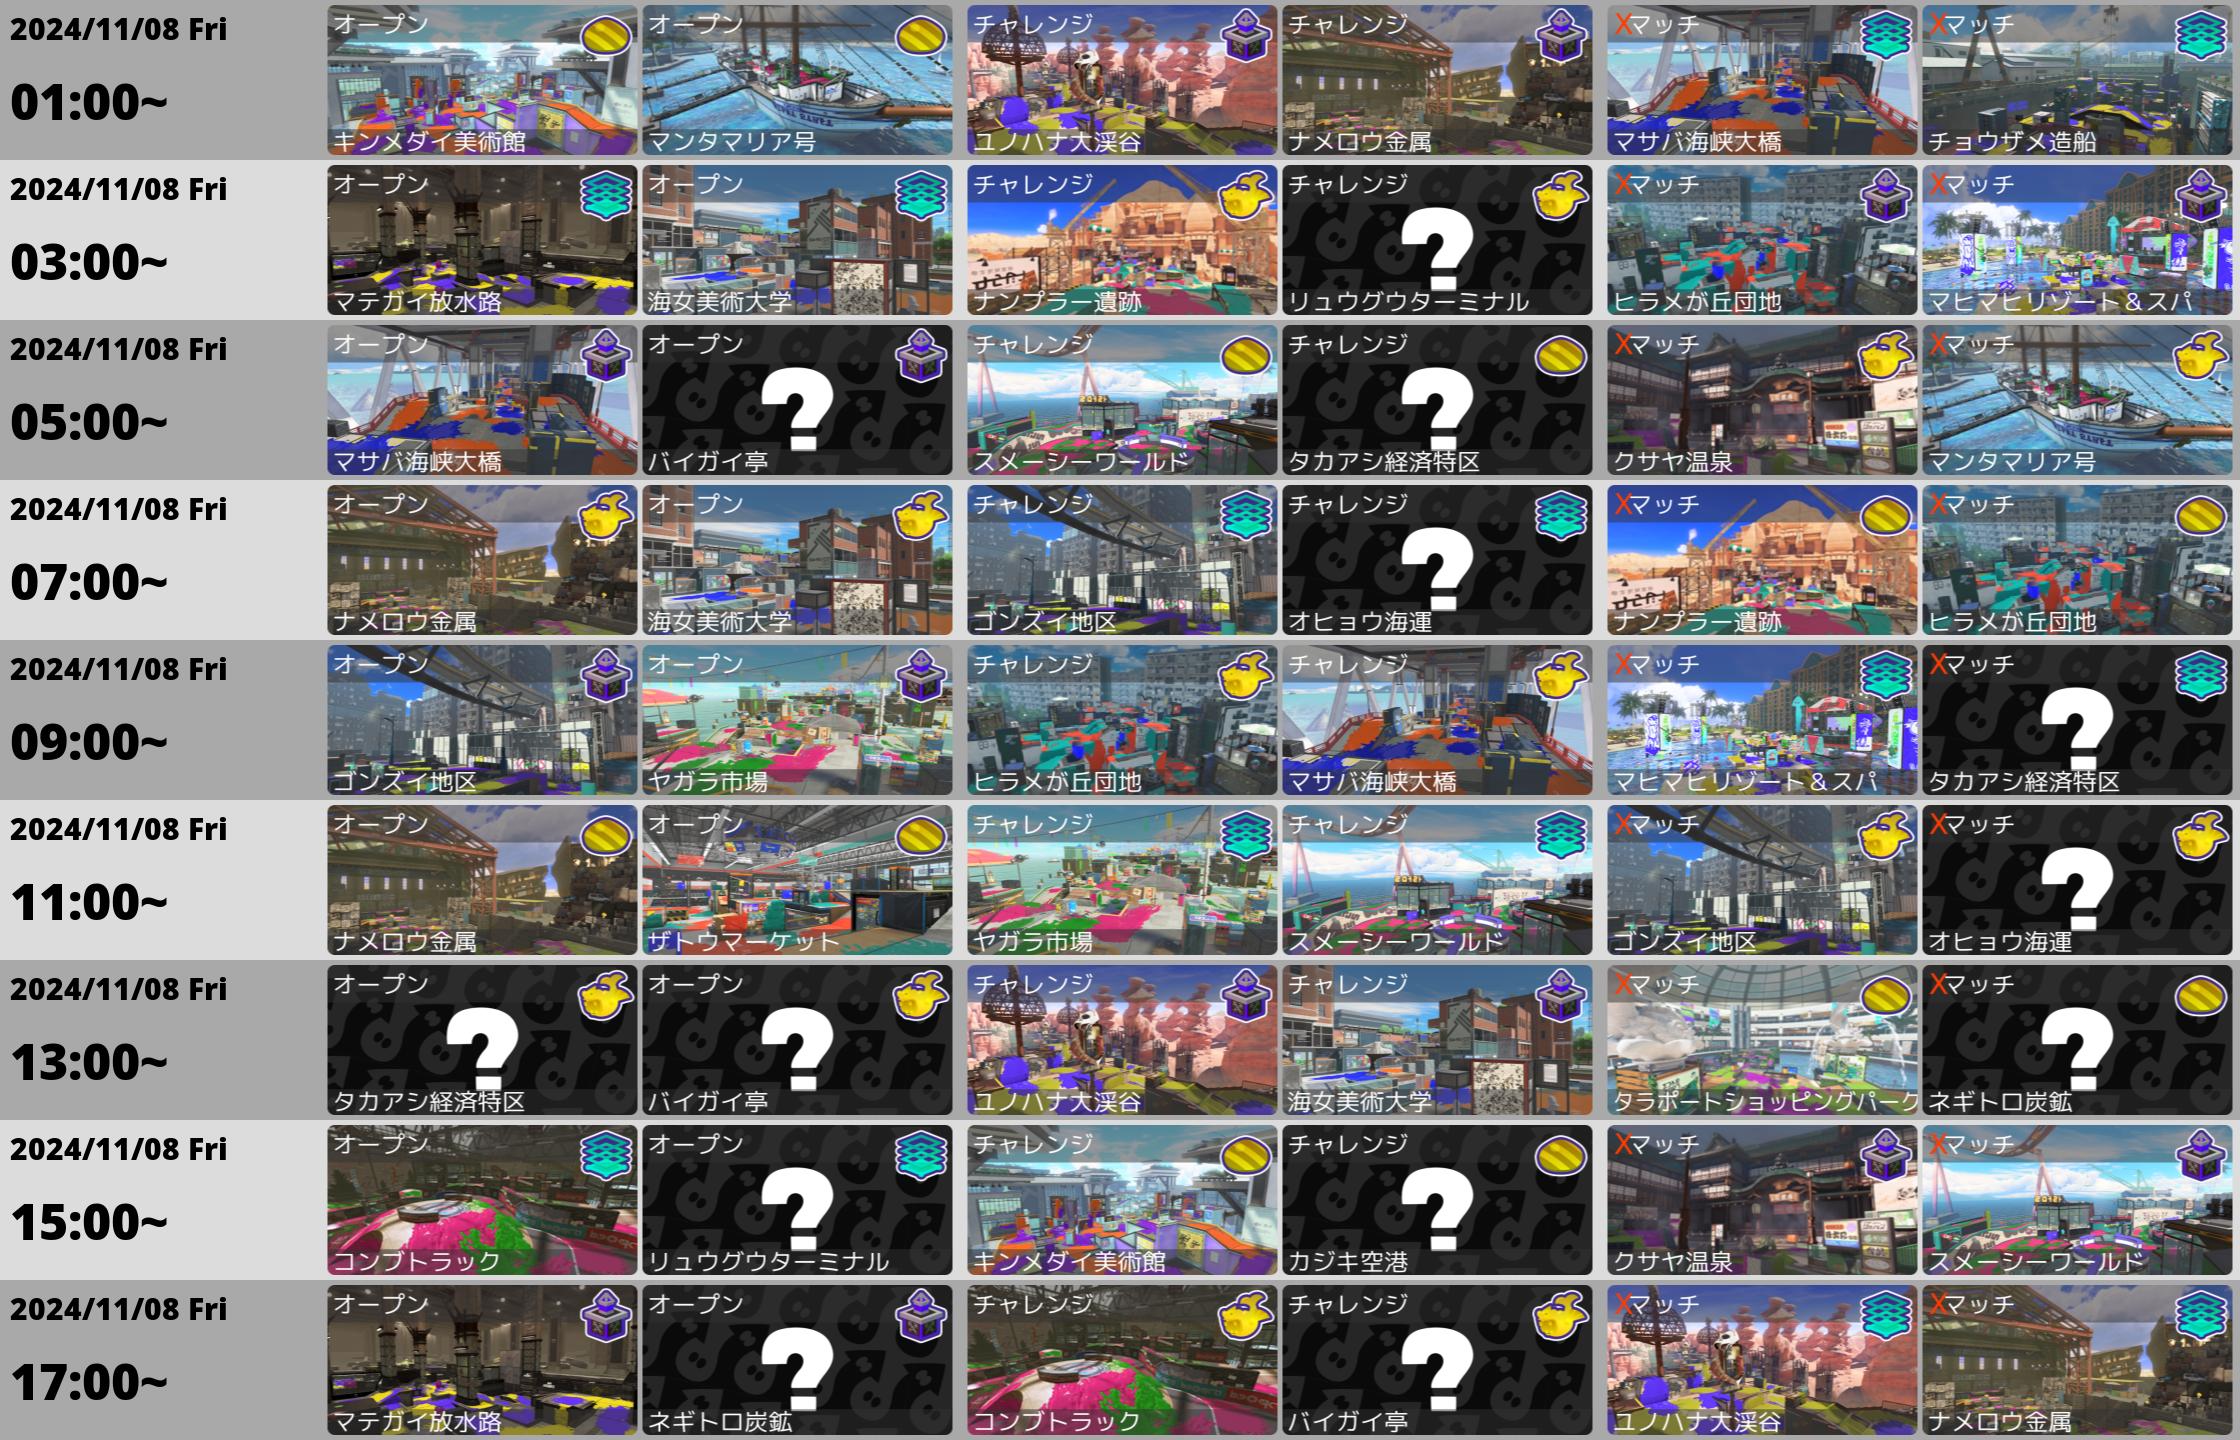 2024/11/08 Fri
01:00~
オープン
キンメダイ美術館
オープン
マンタマリア号
チャレンジ
ユノハナ大渓谷
チャレンジ
ナメロウ金属
Xマッチ
マサバ海峡大橋
Xマッチ
チョウザメ造船
2024/11/08 Fri
03:00~
オープン
マテガイ放水路
オープン
海女美術大学
チャレンジ
ナンプラー遺跡
チャレンジ
?
リュウグウターミナル
Xマッチ
ヒラメが丘団地
Xマッチ
マヒマヒリゾート＆スパ
2024/11/08 Fri
05:00~
オープン
マサバ海峡大橋
オープン
?
バイガイ亭
チャレンジ
スメーシーワールド
チャレンジ
?
タカアシ経済特区
Xマッチ
クサヤ温泉
Xマッチ
マンタマリア号
2024/11/08 Fri
07:00~
オープン
ナメロウ金属
オープン
海女美術大学
チャレンジ
ゴンズイ地区
チャレンジ
?
オヒョウ海運
Xマッチ
ナンプラー遺跡
Xマッチ
ヒラメが丘団地
2024/11/08 Fri
09:00~
オープン
ゴンズイ地区
オープン
ヤガラ市場
チャレンジ
ヒラメが丘団地
チャレンジ
マサバ海峡大橋
Xマッチ
マヒマヒリゾート＆スパ
Xマッチ
?
タカアシ経済特区
2024/11/08 Fri
11:00~
オープン
ナメロウ金属
オープン
ザトウマーケット
チャレンジ
ヤガラ市場
チャレンジ
スメーシーワールド
Xマッチ
ゴンズイ地区
Xマッチ
?
オヒョウ海運
2024/11/08 Fri
13:00~
オープン
?
タカアシ経済特区
オープン
?
バイガイ亭
チャレンジ
ユノハナ大渓谷
チャレンジ
海女美術大学
Xマッチ
タラポートショッピングパーク
Xマッチ
?
ネギトロ炭鉱
2024/11/08 Fri
15:00~
オープン
コンブトラック
オープン
?
リュウグウターミナル
チャレンジ
キンメダイ美術館
チャレンジ
?
カジキ空港
Xマッチ
クサヤ温泉
Xマッチ
スメーシーワールド
2024/11/08 Fri
17:00~
オープン
マテガイ放水路
オープン
?
ネギトロ炭鉱
チャレンジ
コンブトラック
チャレンジ
?
バイガイ亭
Xマッチ
ユノハナ大渓谷
Xマッチ
ナメロウ金属